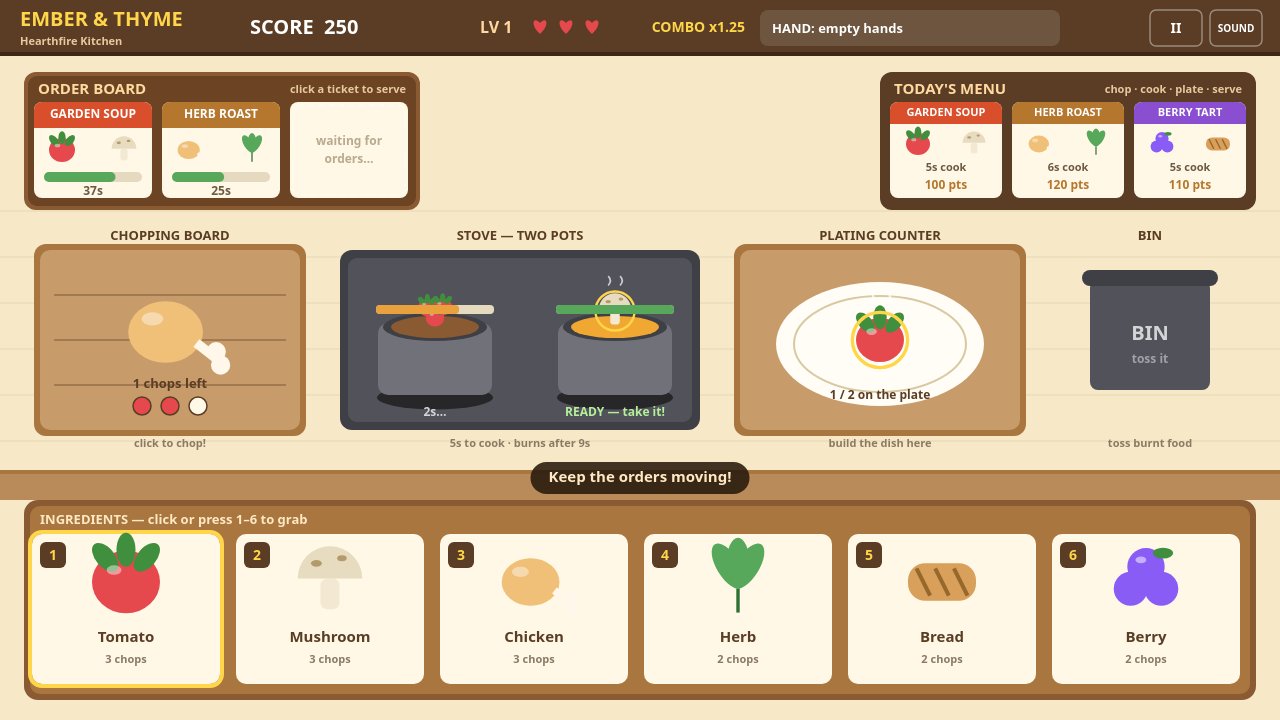 EMBER & THYME
Hearthfire Kitchen
SCORE 250
LV 1
COMBO x1.25
HAND: empty hands
II
SOUND
ORDER BOARD
click a ticket to serve
GARDEN SOUP
HERB ROAST
waiting for
orders...
37s
25s
TODAY'S MENU
chop · cook · plate · serve
GARDEN SOUP
HERB ROAST
BERRY TART
5s cook
6s cook
5s cook
100 pts
120 pts
110 pts
CHOPPING BOARD
STOVE — TWO POTS
PLATING COUNTER
BIN
1 chops left
2s...
READY — take it!
1 / 2 on the plate
BIN
toss it
click to chop!
5s to cook · burns after 9s
build the dish here
toss burnt food
Keep the orders moving!
INGREDIENTS — click or press 1–6 to grab
1
2
3
4
5
6
Tomato
Mushroom
Chicken
Herb
Bread
Berry
3 chops
3 chops
3 chops
2 chops
2 chops
2 chops